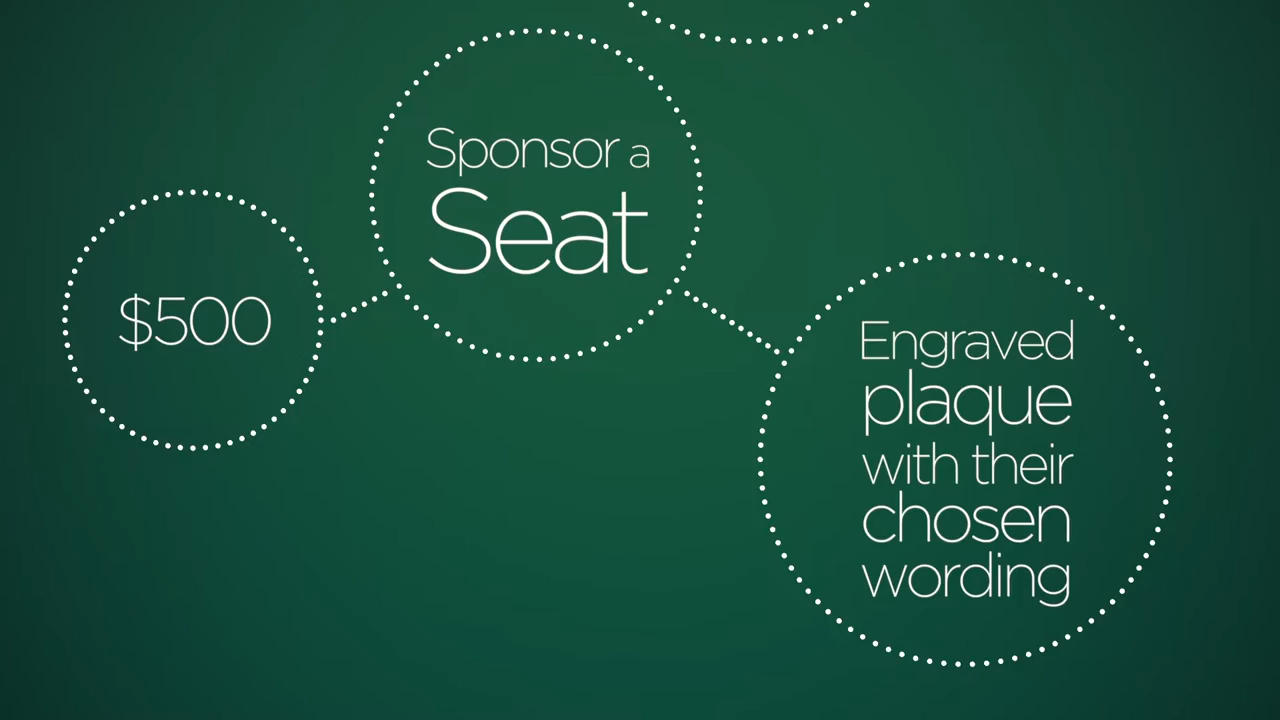 Sponsor a
Seat
$500
Engraved
plaque
with their
chosen
wording